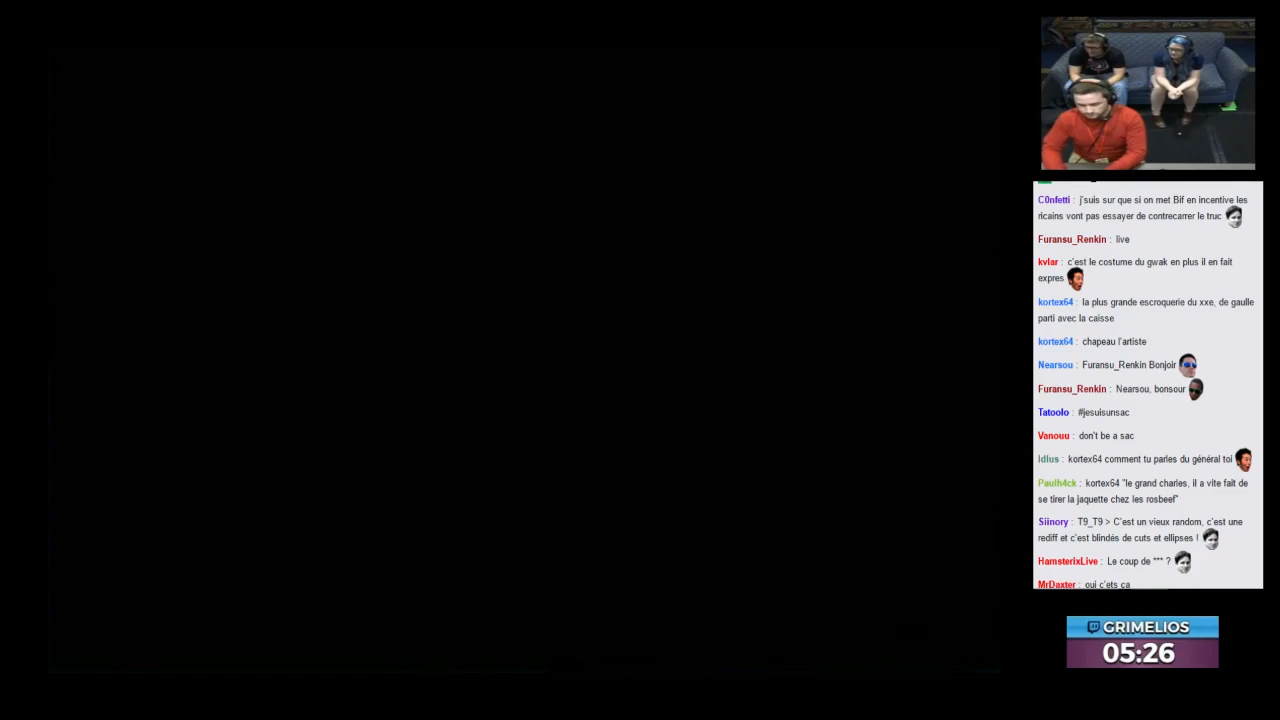 C0nfetti : j'suis sur que si on met Bif en incentive les
ricains vont pas essayer de contrecarrer le truc
Furansu_Renkin : live
kvlar : c'est le costume du gwak en plus il en fait
expres
kortex64 : la plus grande escroquerie du xxe, de gaulle
parti avec la caisse
kortex64 : chapeau l'artiste
Nearsou : Furansu_Renkin Bonjoir
Furansu_Renkin : Nearsou, bonsour
Tatoolo : #jesuisunsac
Vanouu : don't be a sac
Idlus : kortex64 comment tu parles du général toi
Paulh4ck : kortex64 "le grand charles, il a vite fait de
se tirer la jaquette chez les rosbeef"
Siinory : T9_T9 > C'est un vieux random, c'est une
rediff et c'est blindés de cuts et ellipses !
HamsterixLive : Le coup de *** ?
MrDaxter : oui c'ets ça
GRIMELIOS
05:26